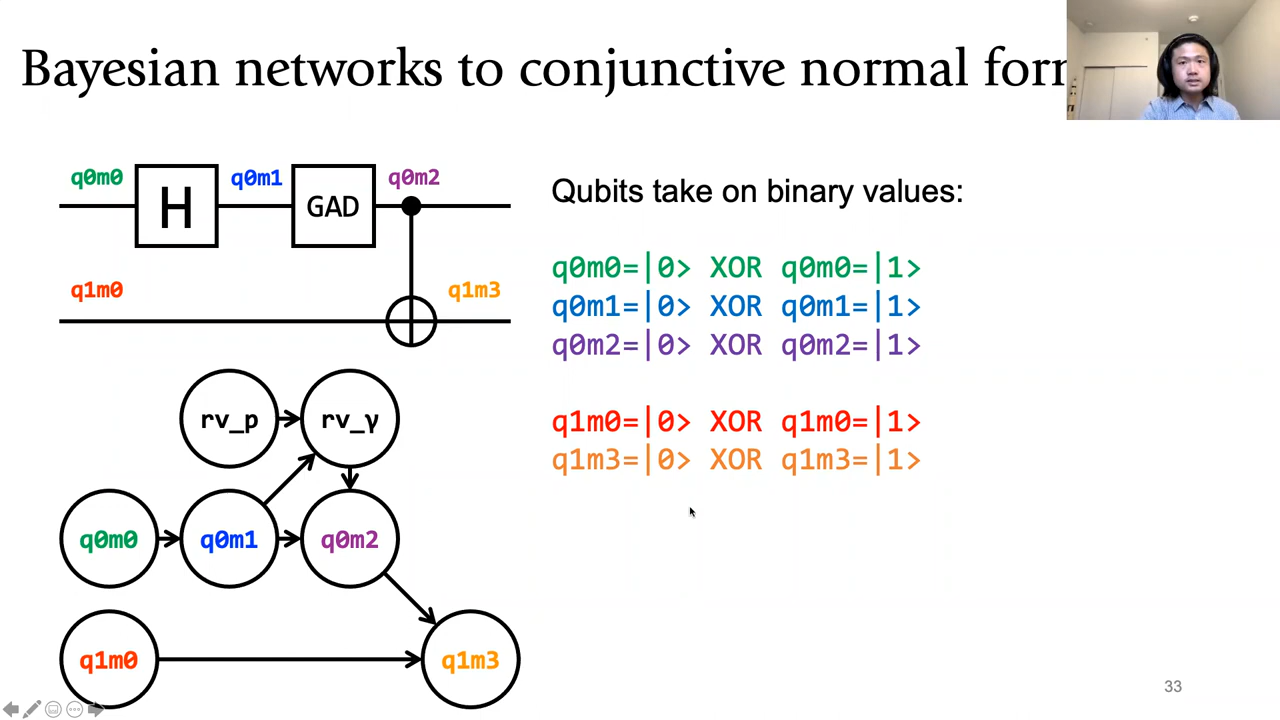 Bayesian networks to conjunctive normal for
q0m0
H
q0m1
GAD
q0m2
q1m0
q1m3
Qubits take on binary values:
q0m0=|0> XOR q0m0=|1>
q0m1=|0> XOR q0m1=|1>
q0m2=|0> XOR q0m2=|1>
q1m0=|0> XOR q1m0=|1>
q1m3=|0> XOR q1m3=|1>
rv_p
rv_γ
q0m0
q0m1
q0m2
q1m0
q1m3
33